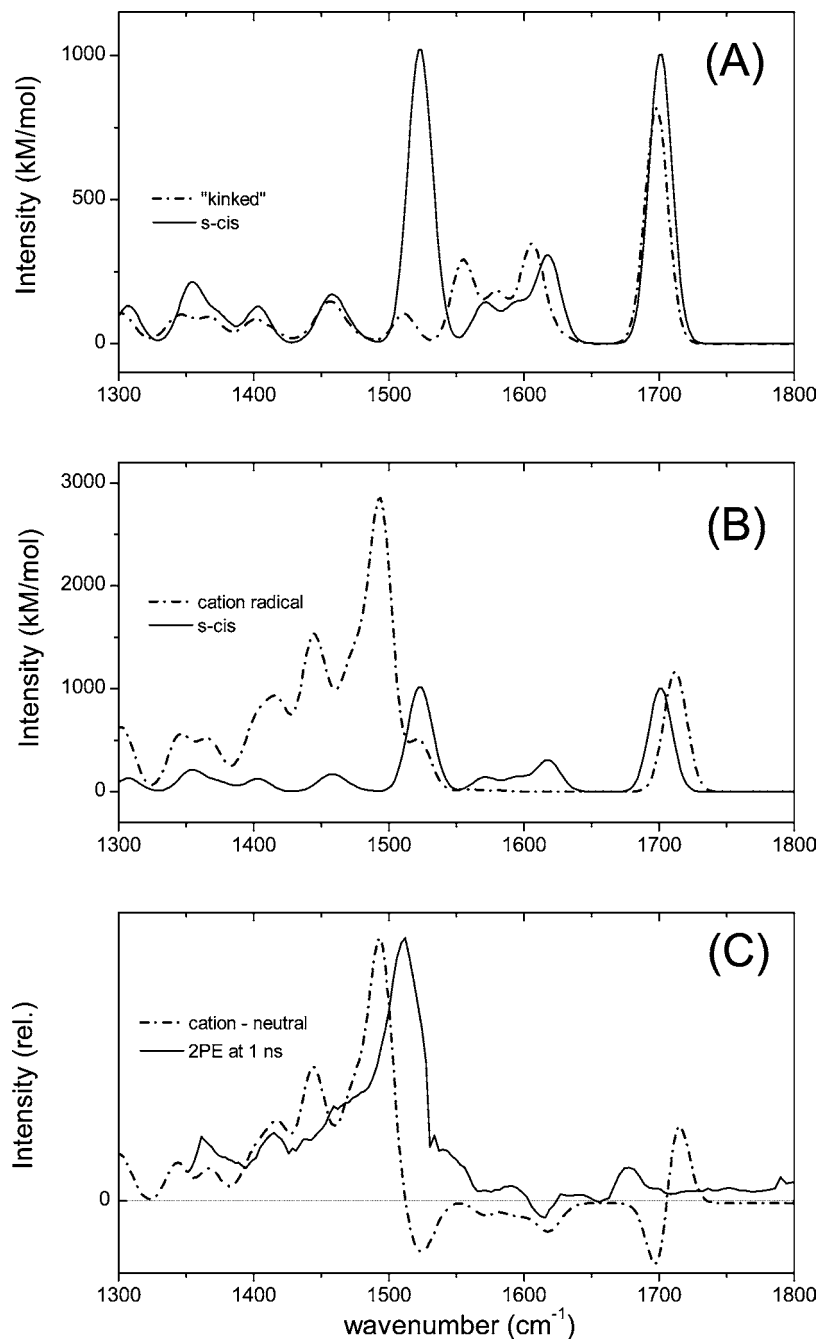 (A)
1000
500
0
Intensity (kM/mol)
"kinked"
s-cis
1300 1400 1500 1600 1700 1800
(B)
3000
2000
1000
0
Intensity (kM/mol)
cation radical
s-cis
1300 1400 1500 1600 1700 1800
(C)
Intensity (rel.)
cation - neutral
2PE at 1 ns
0
1300 1400 1500 1600 1700 1800
wavenumber (cm⁻¹)